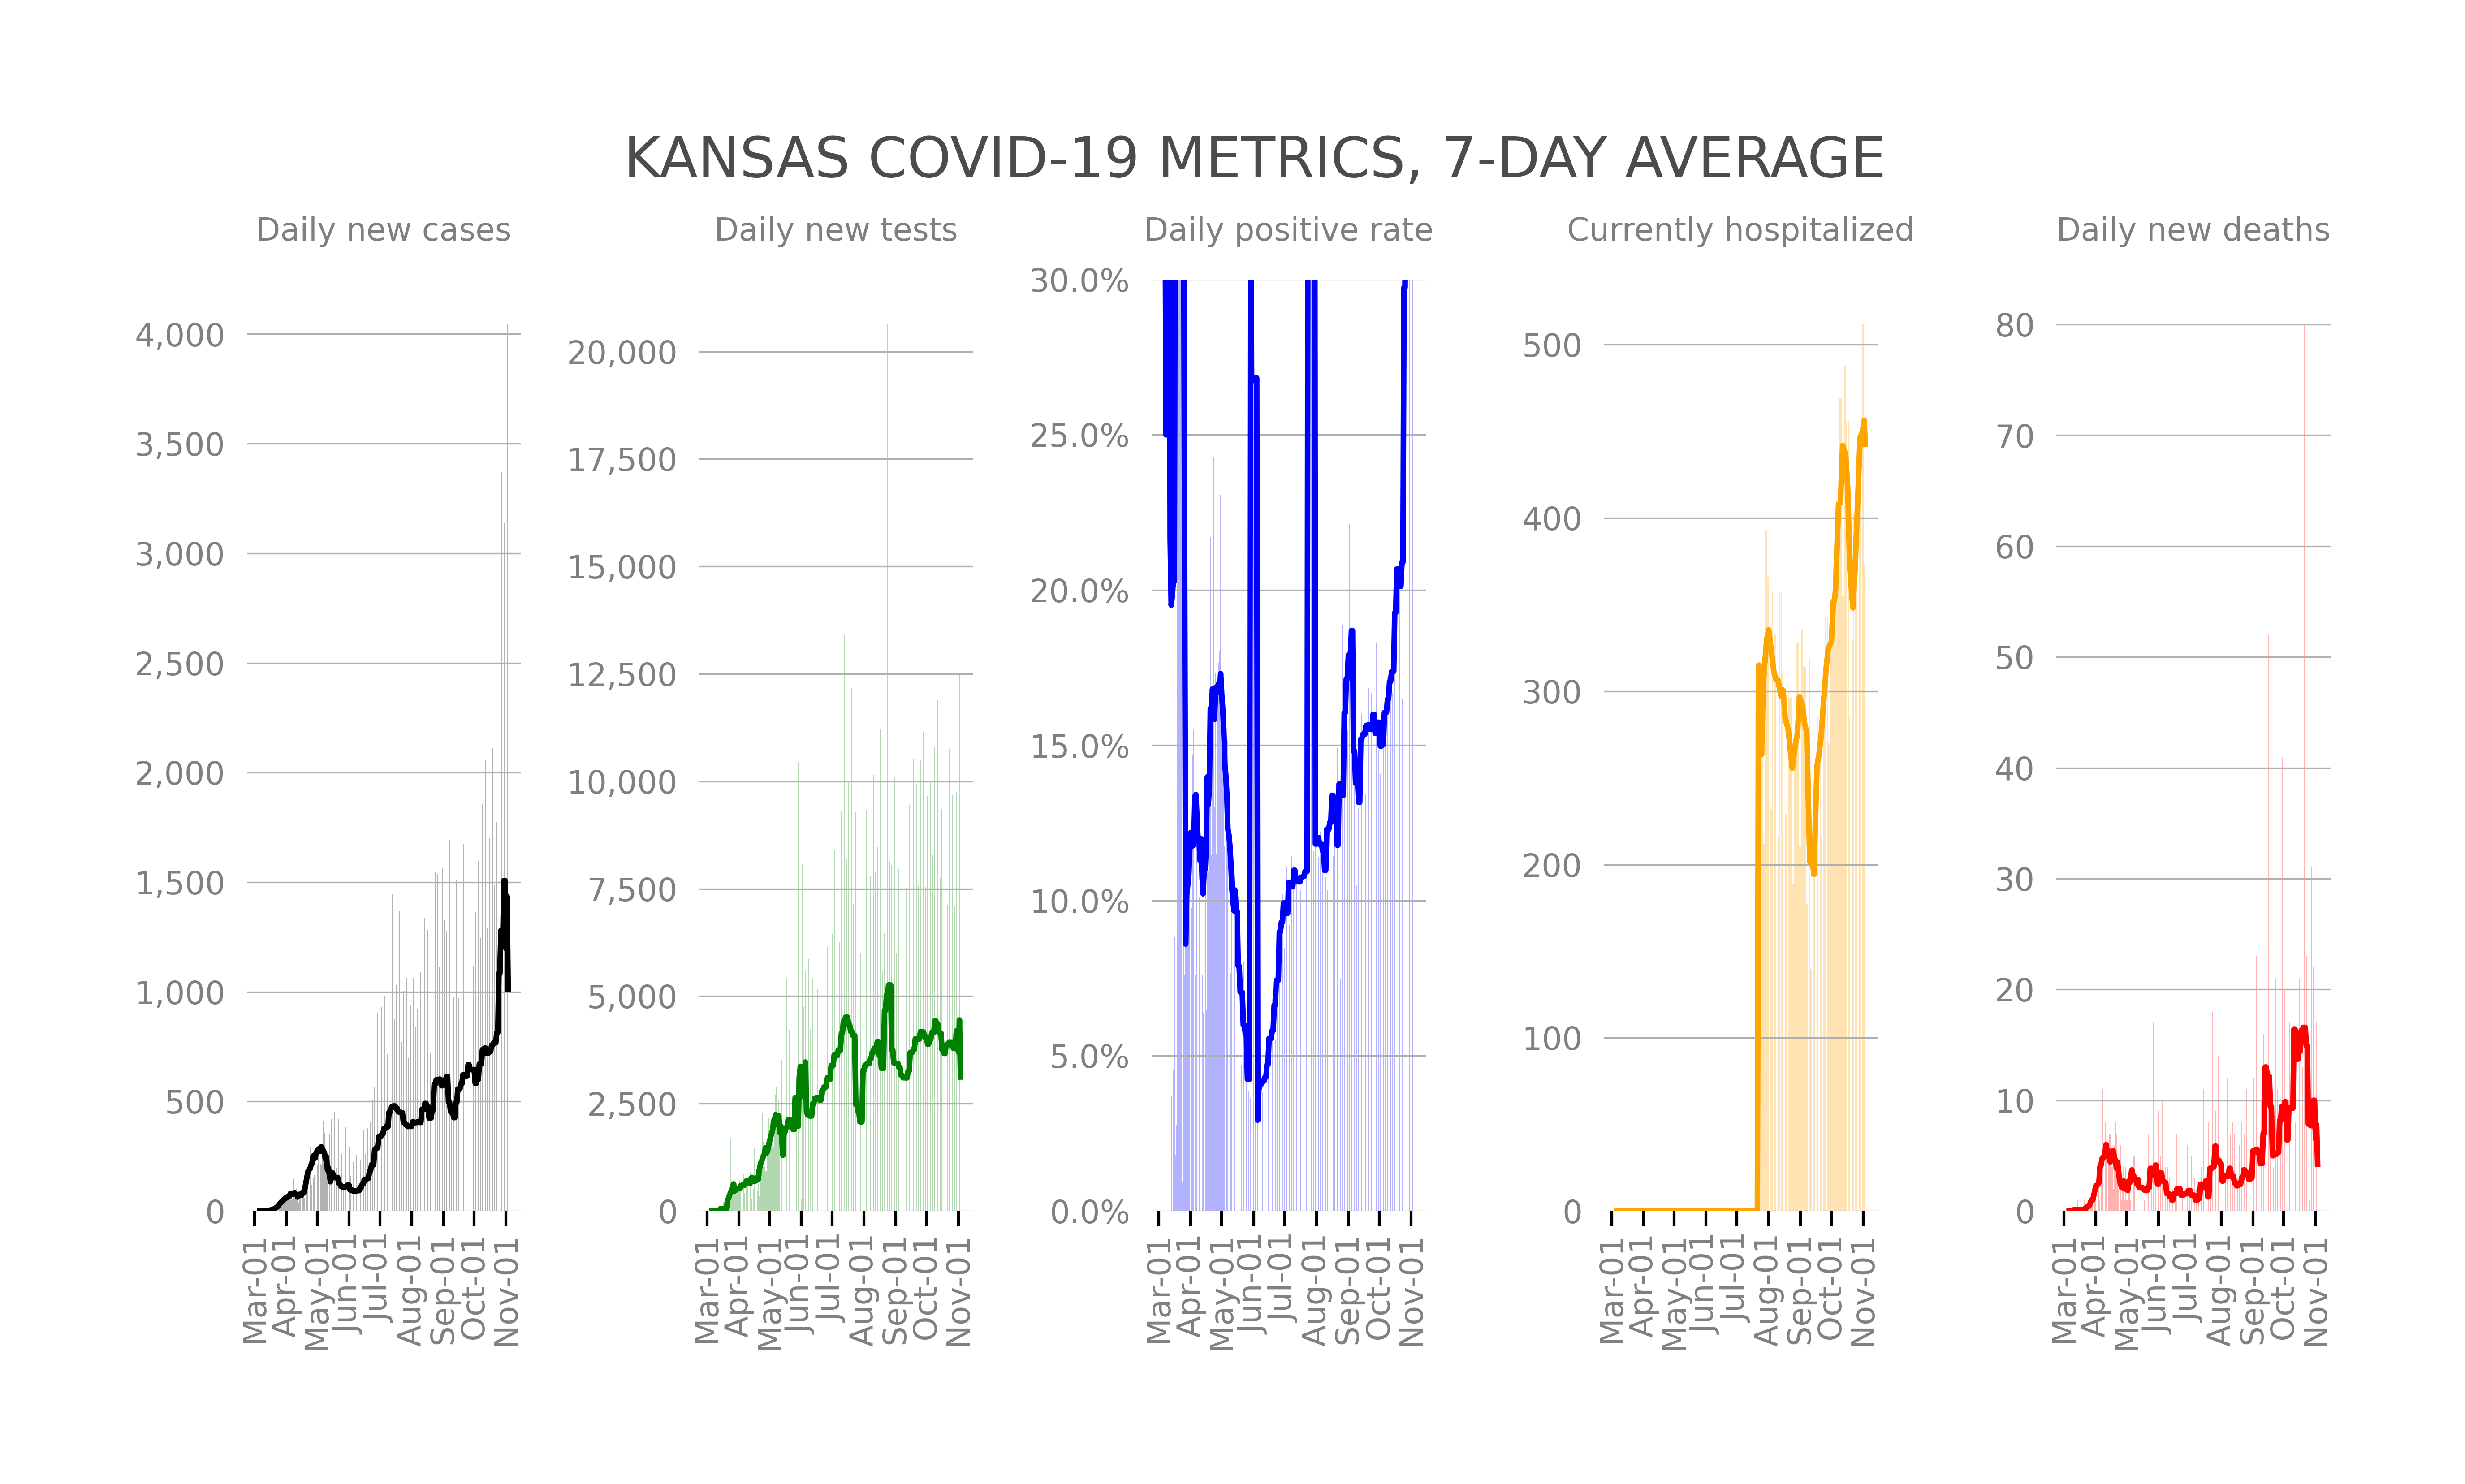 KANSAS COVID-19 METRICS, 7-DAY AVERAGE
Daily new cases
4,000
3,500
3,000
2,500
2,000
1,500
1,000
500
0
Mar-01
Apr-01
May-01
Jun-01
Jul-01
Aug-01
Sep-01
Oct-01
Nov-01
Daily new tests
20,000
17,500
15,000
12,500
10,000
7,500
5,000
2,500
0
Mar-01
Apr-01
May-01
Jun-01
Jul-01
Aug-01
Sep-01
Oct-01
Nov-01
Daily positive rate
30.0%
25.0%
20.0%
15.0%
10.0%
5.0%
0.0%
Mar-01
Apr-01
May-01
Jun-01
Jul-01
Aug-01
Sep-01
Oct-01
Nov-01
Currently hospitalized
500
400
300
200
100
0
Mar-01
Apr-01
May-01
Jun-01
Jul-01
Aug-01
Sep-01
Oct-01
Nov-01
Daily new deaths
80
70
60
50
40
30
20
10
0
Mar-01
Apr-01
May-01
Jun-01
Jul-01
Aug-01
Sep-01
Oct-01
Nov-01